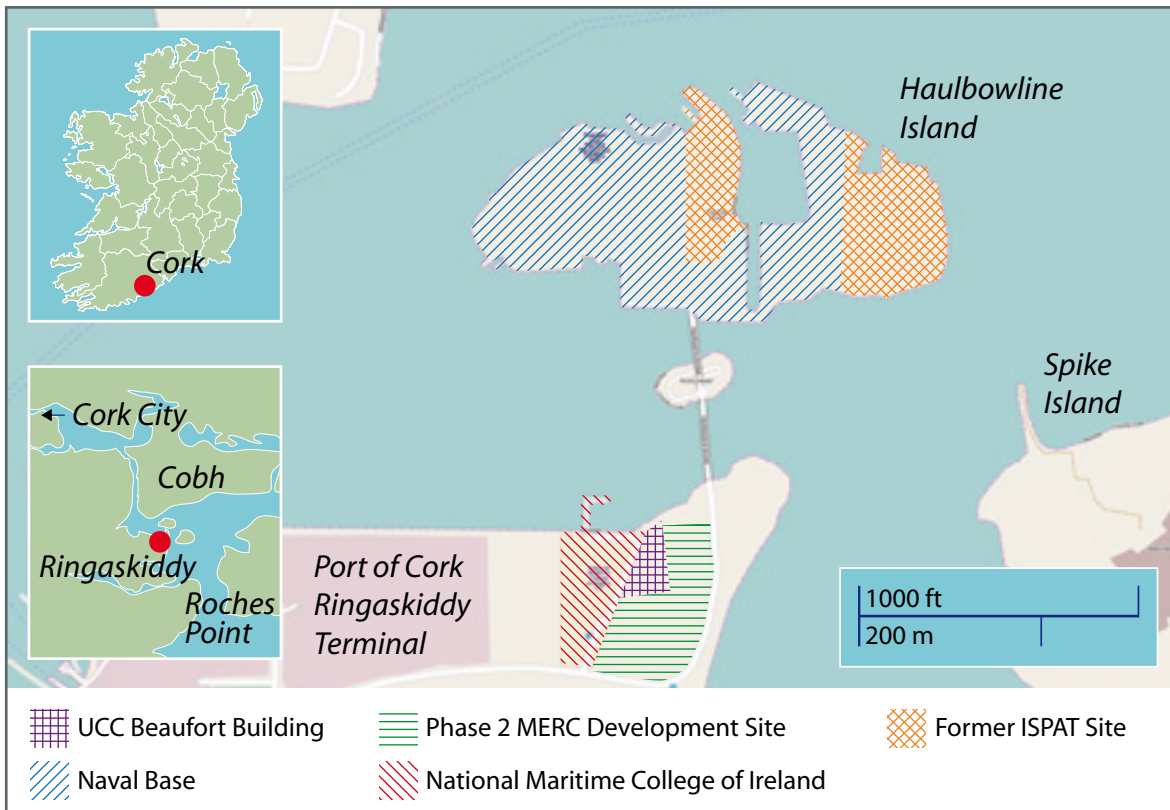 Cork
Cork City
Cobh
Ringaskiddy
Roches
Point
Haulbowline
Island
Spike
Island
Port of Cork
Ringaskiddy
Terminal
1000 ft
200 m
UCC Beaufort Building
Phase 2 MERC Development Site
Former ISPAT Site
Naval Base
National Maritime College of Ireland